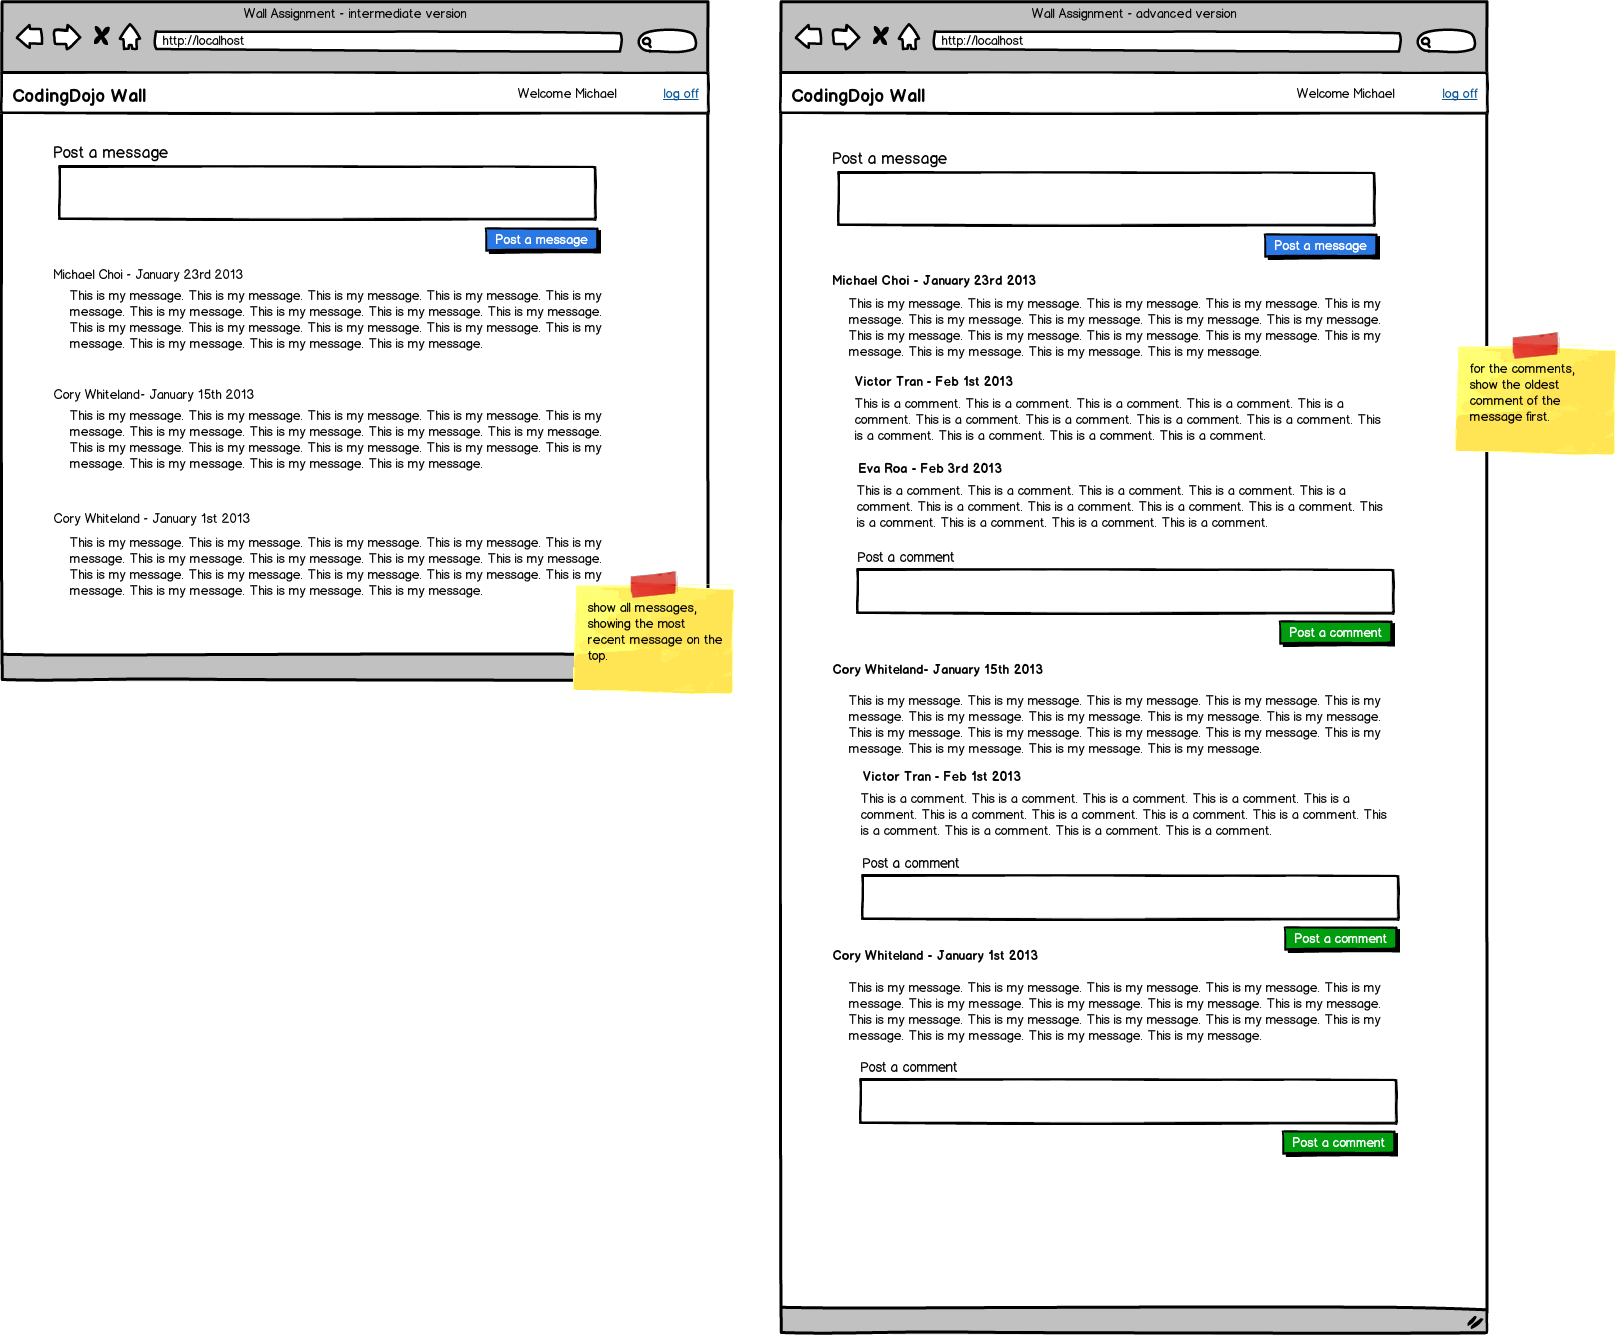 Wall Assignment - intermediate version
http://localhost
CodingDojo Wall
Welcome Michael
log off
Post a message
Post a message
Michael Choi - January 23rd 2013
This is my message. This is my message. This is my message. This is my message. This is my
message. This is my message. This is my message. This is my message. This is my message.
This is my message. This is my message. This is my message. This is my message. This is my
message. This is my message. This is my message. This is my message.
Cory Whiteland- January 15th 2013
This is my message. This is my message. This is my message. This is my message. This is my
message. This is my message. This is my message. This is my message. This is my message.
This is my message. This is my message. This is my message. This is my message. This is my
message. This is my message. This is my message. This is my message.
Cory Whiteland - January 1st 2013
This is my message. This is my message. This is my message. This is my message. This is my
message. This is my message. This is my message. This is my message. This is my message.
This is my message. This is my message. This is my message. This is my message. This is my
message. This is my message. This is my message. This is my message.
show all messages,
showing the most
recent message on the
top.
Wall Assignment - advanced version
http://localhost
CodingDojo Wall
Welcome Michael
log off
Post a message
Post a message
Michael Choi - January 23rd 2013
This is my message. This is my message. This is my message. This is my message. This is my
message. This is my message. This is my message. This is my message. This is my message.
This is my message. This is my message. This is my message. This is my message. This is my
message. This is my message. This is my message. This is my message.
Victor Tran - Feb 1st 2013
This is a comment. This is a comment. This is a comment. This is a comment. This is a
comment. This is a comment. This is a comment. This is a comment. This is a comment. This
is a comment. This is a comment. This is a comment. This is a comment.
Eva Roa - Feb 3rd 2013
This is a comment. This is a comment. This is a comment. This is a comment. This is a
comment. This is a comment. This is a comment. This is a comment. This is a comment. This
is a comment. This is a comment. This is a comment. This is a comment.
Post a comment
Post a comment
Cory Whiteland- January 15th 2013
This is my message. This is my message. This is my message. This is my message. This is my
message. This is my message. This is my message. This is my message. This is my message.
This is my message. This is my message. This is my message. This is my message. This is my
message. This is my message. This is my message. This is my message.
Victor Tran - Feb 1st 2013
This is a comment. This is a comment. This is a comment. This is a comment. This is a
comment. This is a comment. This is a comment. This is a comment. This is a comment. This
is a comment. This is a comment. This is a comment. This is a comment.
Post a comment
Post a comment
Cory Whiteland - January 1st 2013
This is my message. This is my message. This is my message. This is my message. This is my
message. This is my message. This is my message. This is my message. This is my message.
This is my message. This is my message. This is my message. This is my message. This is my
message. This is my message. This is my message. This is my message.
Post a comment
Post a comment
for the comments,
show the oldest
comment of the
message first.